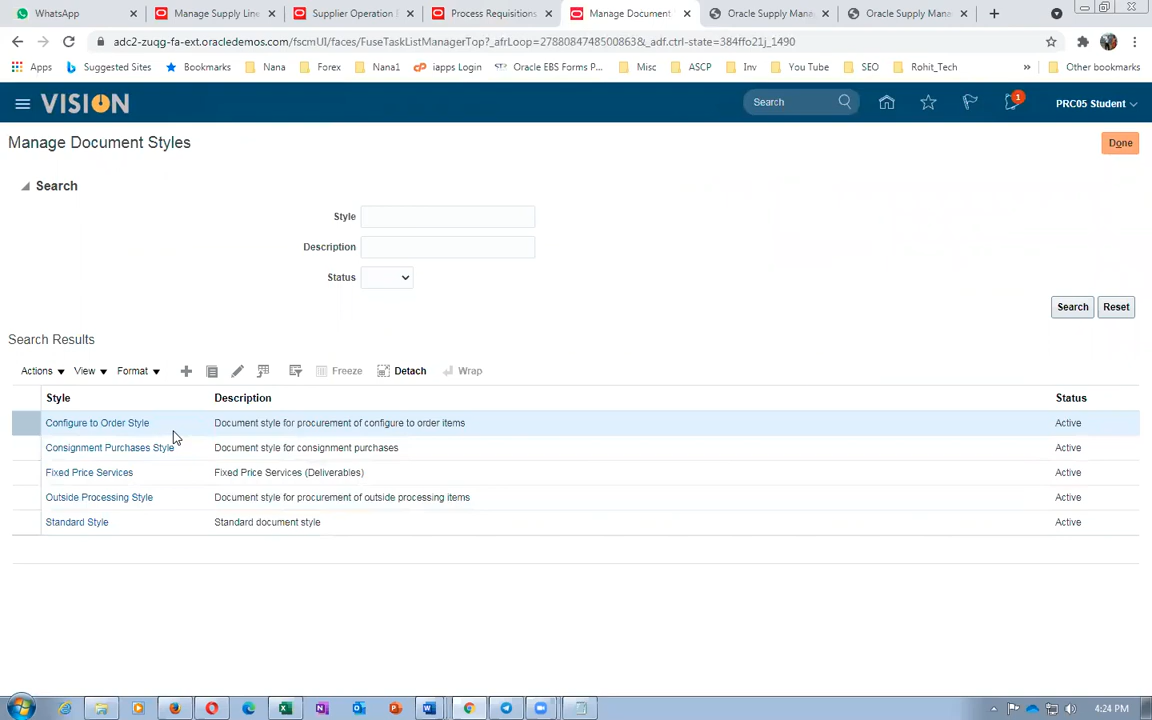 WhatsApp
Manage Supply Line
Supplier Operation
Process Requisitions
Manage Document
Oracle Supply Mana
Oracle Supply Mana
adc2-zuqg-fa-ext.oracledemos.com/fscmUI/faces/FuseTaskListManagerTop?_afrLoop=27880847485008638&_adf.ctrl-state=384ffo21j_1490
Apps
Suggested Sites
Bookmarks
Nana
Forex
Nana1
iapps Login
Oracle EBS Forms P...
Misc
ASCP
Inv
You Tube
SEO
Rohit_Tech
»
Other bookmarks
VISION
Search
1
PRC05 Student
Manage Document Styles
Done
Search
Style
Description
Status
Search
Reset
Search Results
Actions
View
Format
Freeze
Detach
Wrap
Style
Description
Status
Configure to Order Style
Document style for procurement of configure to order items
Active
Consignment Purchases Style
Document style for consignment purchases
Active
Fixed Price Services
Fixed Price Services (Deliverables)
Active
Outside Processing Style
Document style for procurement of outside processing items
Active
Standard Style
Standard document style
Active
4:24 PM